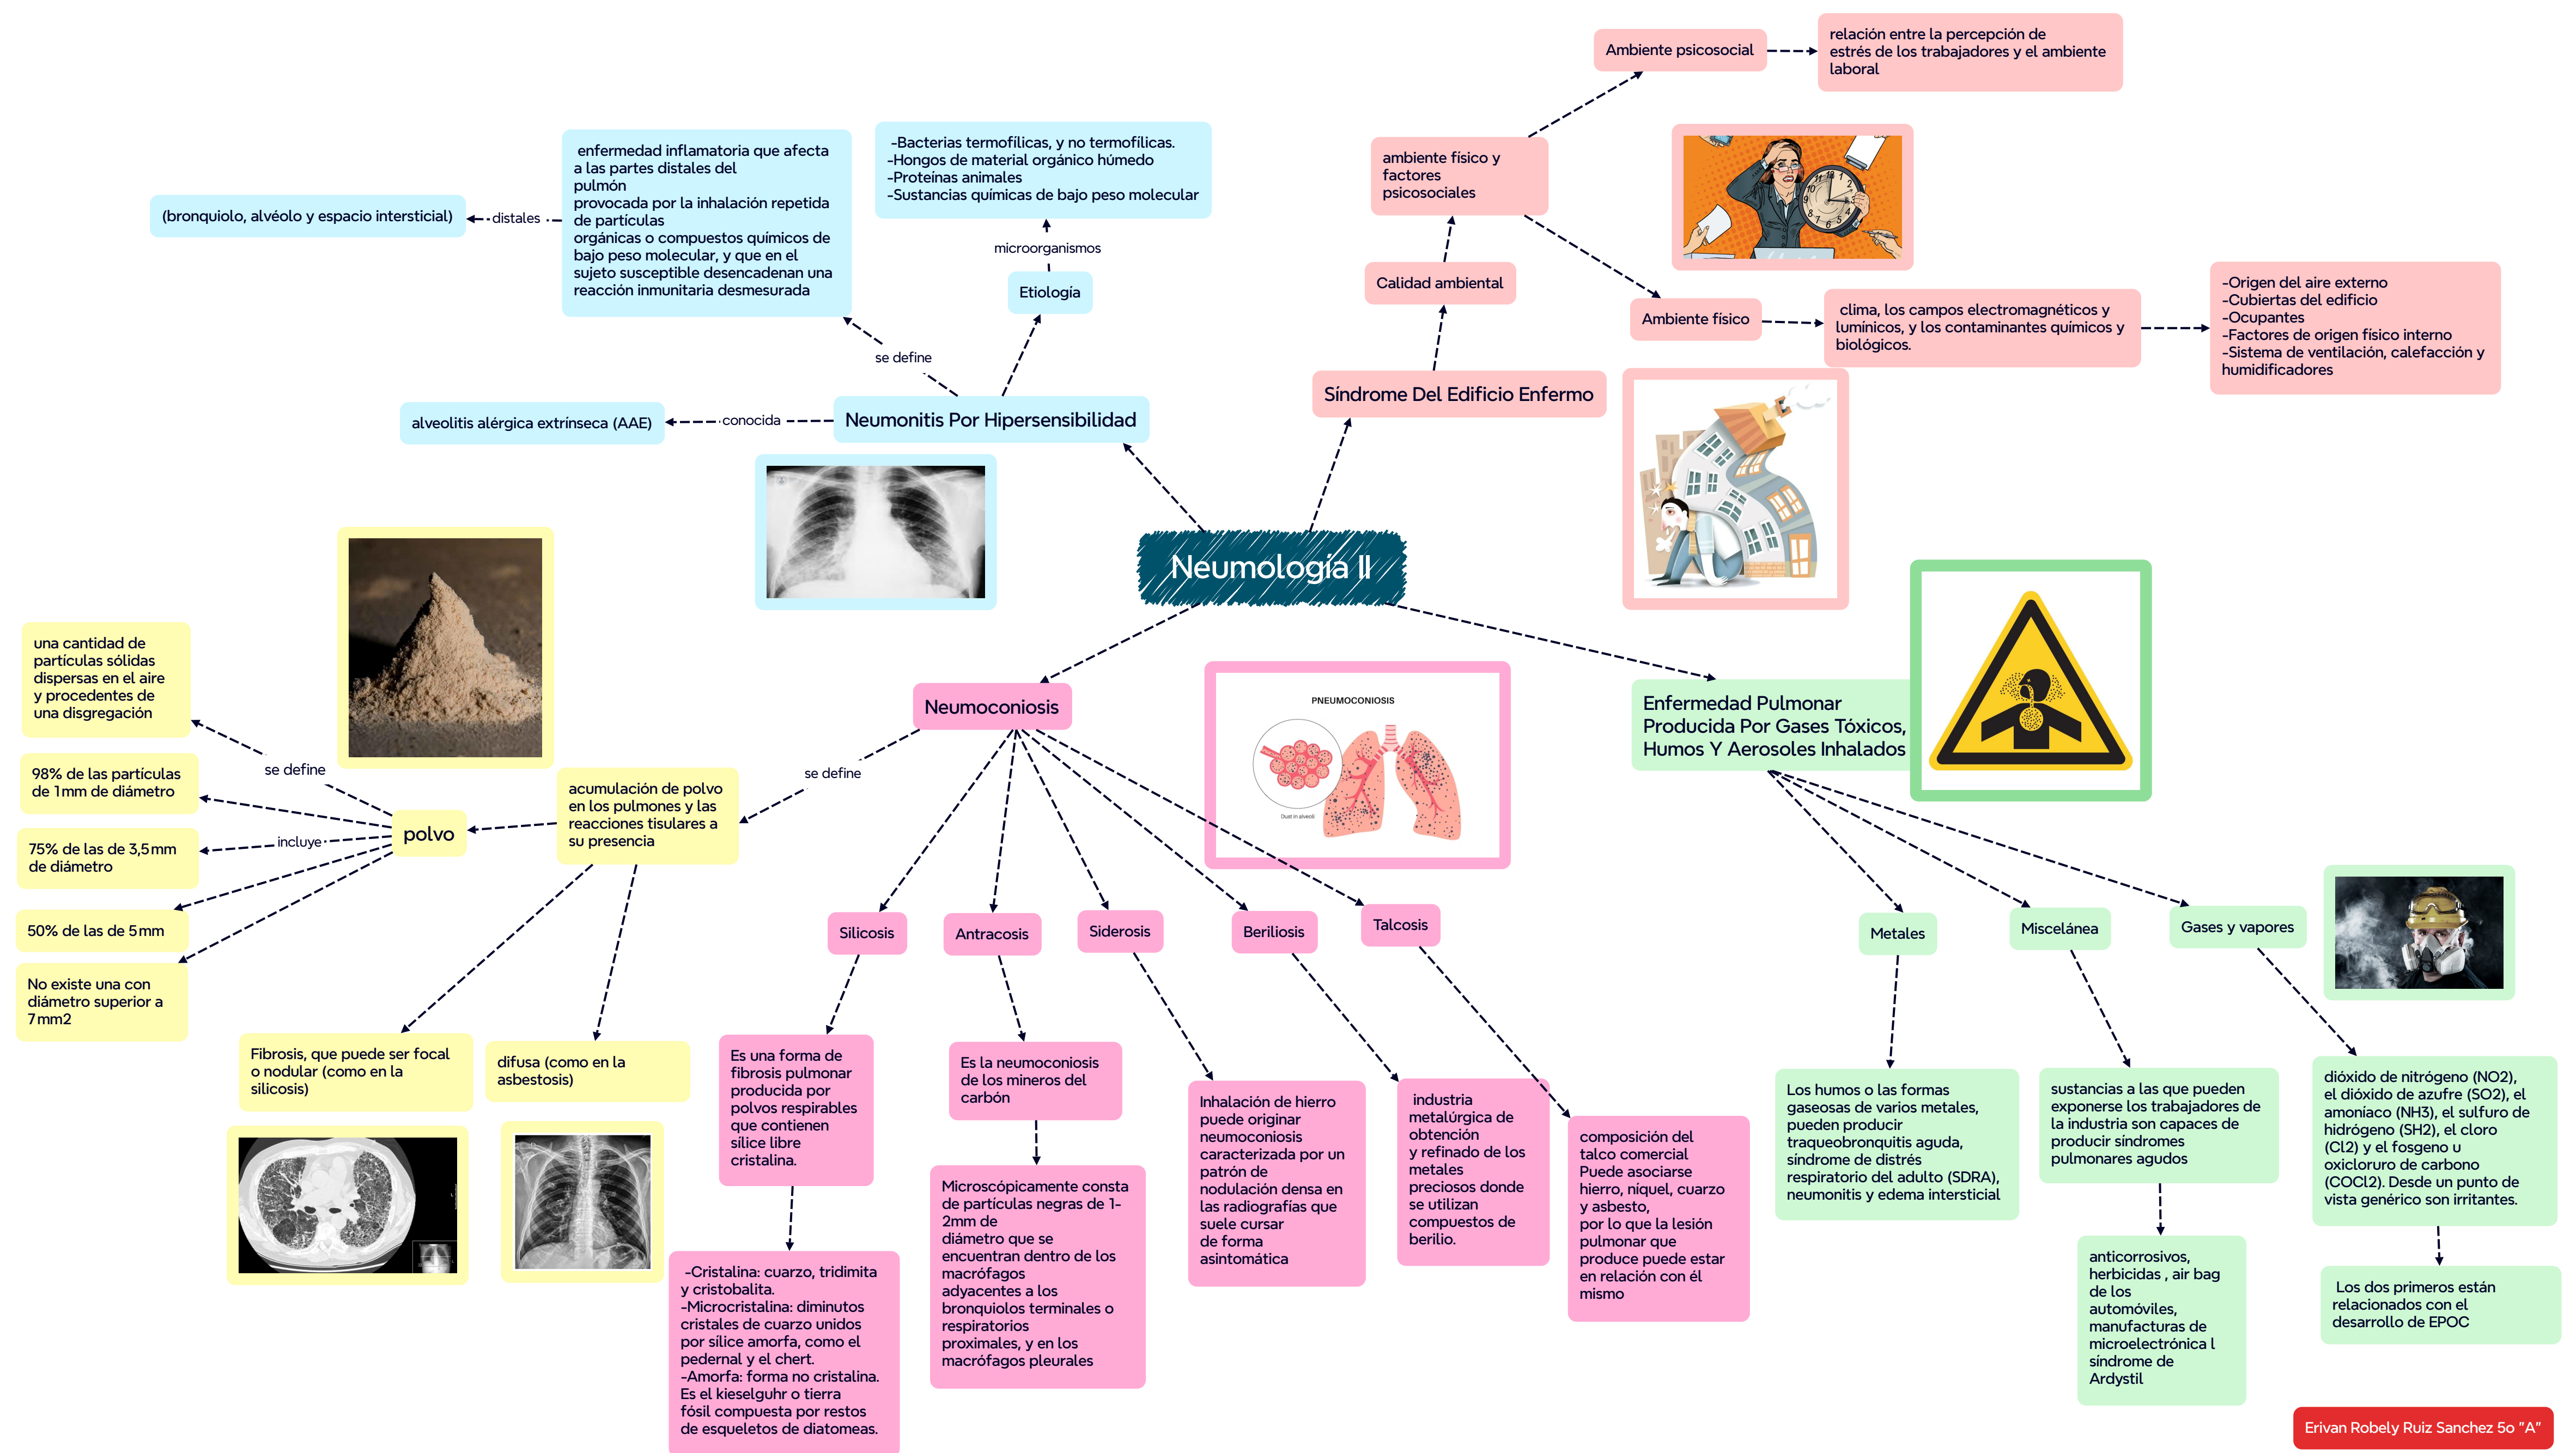 Neumología II
Neumonitis Por Hipersensibilidad
conocida
alveolitis alérgica extrínseca (AAE)
se define
enfermedad inflamatoria que afecta
a las partes distales del
pulmón
provocada por la inhalación repetida
de partículas
orgánicas o compuestos químicos de
bajo peso molecular, y que en el
sujeto susceptible desencadenan una
reacción inmunitaria desmesurada
distales
(bronquiolo, alvéolo y espacio intersticial)
Etiología
microorganismos
-Bacterias termofílicas, y no termofílicas.
-Hongos de material orgánico húmedo
-Proteínas animales
-Sustancias químicas de bajo peso molecular
Síndrome Del Edificio Enfermo
Calidad ambiental
ambiente físico y
factores
psicosociales
Ambiente psicosocial
relación entre la percepción de
estrés de los trabajadores y el ambiente
laboral
Ambiente físico
clima, los campos electromagnéticos y
lumínicos, y los contaminantes químicos y
biológicos.
-Origen del aire externo
-Cubiertas del edificio
-Ocupantes
-Factores de origen físico interno
-Sistema de ventilación, calefacción y
humidificadores
Neumoconiosis
PNEUMOCONIOSIS
Dust in alveoli
se define
acumulación de polvo
en los pulmones y las
reacciones tisulares a
su presencia
polvo
se define
una cantidad de
partículas sólidas
dispersas en el aire
y procedentes de
una disgregación
incluye
98% de las partículas
de 1mm de diámetro
75% de las de 3,5mm
de diámetro
50% de las de 5mm
No existe una con
diámetro superior a
7mm2
Fibrosis, que puede ser focal
o nodular (como en la
silicosis)
difusa (como en la
asbestosis)
Silicosis
Es una forma de
fibrosis pulmonar
producida por
polvos respirables
que contienen
sílice libre
cristalina.
-Cristalina: cuarzo, tridimita
y cristobalita.
-Microcristalina: diminutos
cristales de cuarzo unidos
por sílice amorfa, como el
pedernal y el chert.
-Amorfa: forma no cristalina.
Es el kieselguhr o tierra
fósil compuesta por restos
de esqueletos de diatomeas.
Antracosis
Es la neumoconiosis
de los mineros del
carbón
Microscópicamente consta
de partículas negras de 1-
2mm de
diámetro que se
encuentran dentro de los
macrófagos
adyacentes a los
bronquiolos terminales o
respiratorios
proximales, y en los
macrófagos pleurales
Siderosis
Inhalación de hierro
puede originar
neumoconiosis
caracterizada por un
patrón de
nodulación densa en
las radiografías que
suele cursar
de forma
asintomática
Beriliosis
industria
metalúrgica de
obtención
y refinado de los
metales
preciosos donde
se utilizan
compuestos de
berilio.
Talcosis
composición del
talco comercial
Puede asociarse
hierro, níquel, cuarzo
y asbesto,
por lo que la lesión
pulmonar que
produce puede estar
en relación con él
mismo
Enfermedad Pulmonar
Producida Por Gases Tóxicos,
Humos Y Aerosoles Inhalados
Metales
Los humos o las formas
gaseosas de varios metales,
pueden producir
traqueobronquitis aguda,
síndrome de distrés
respiratorio del adulto (SDRA),
neumonitis y edema intersticial
Miscelánea
sustancias a las que pueden
exponerse los trabajadores de
la industria son capaces de
producir síndromes
pulmonares agudos
anticorrosivos,
herbicidas , air bag
de los
automóviles,
manufacturas de
microelectrónica l
síndrome de
Ardystil
Gases y vapores
dióxido de nitrógeno (NO2),
el dióxido de azufre (SO2), el
amoníaco (NH3), el sulfuro de
hidrógeno (SH2), el cloro
(Cl2) y el fosgeno u
oxicloruro de carbono
(COCl2). Desde un punto de
vista genérico son irritantes.
Los dos primeros están
relacionados con el
desarrollo de EPOC
Erivan Robely Ruiz Sanchez 5o "A"